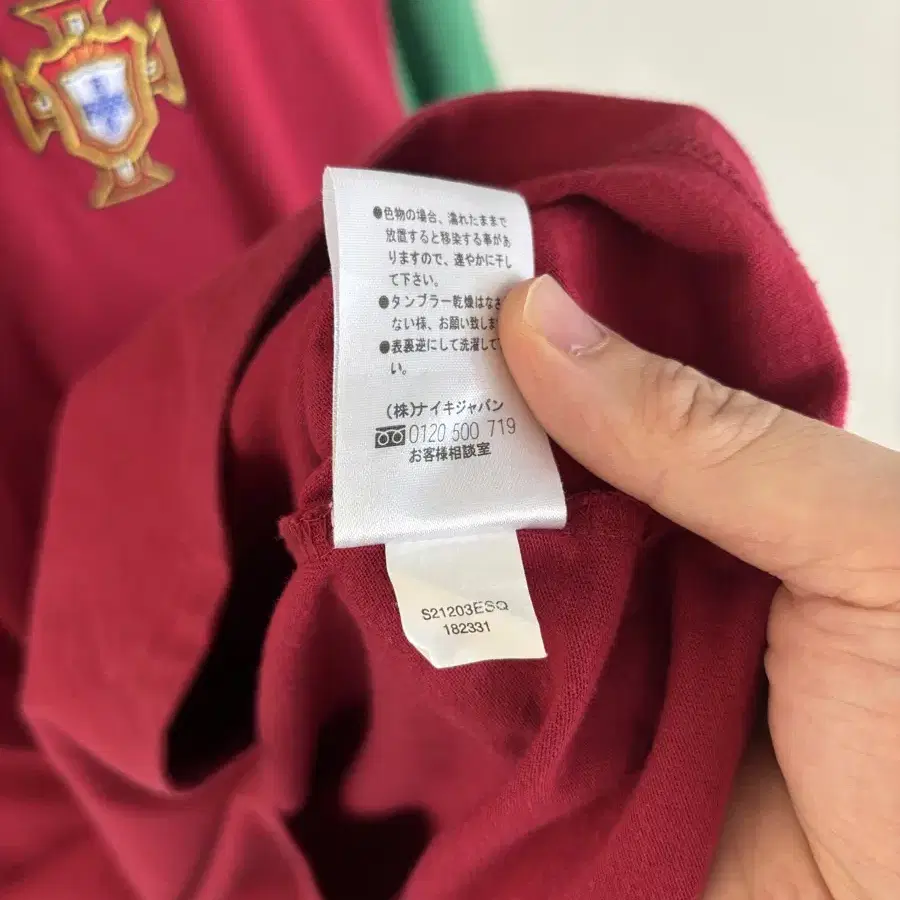 ●色物の場合、濡れたままで
放置すると移染する事があ
りますので、速やかに干し
て下さい。
●タンブラー乾燥はなさ
ない様、お願い致しま
●表裏逆にして洗濯して
い。
(株)ナイキジャパン
0120 500 719
お客様相談室
S21203ESQ
182331